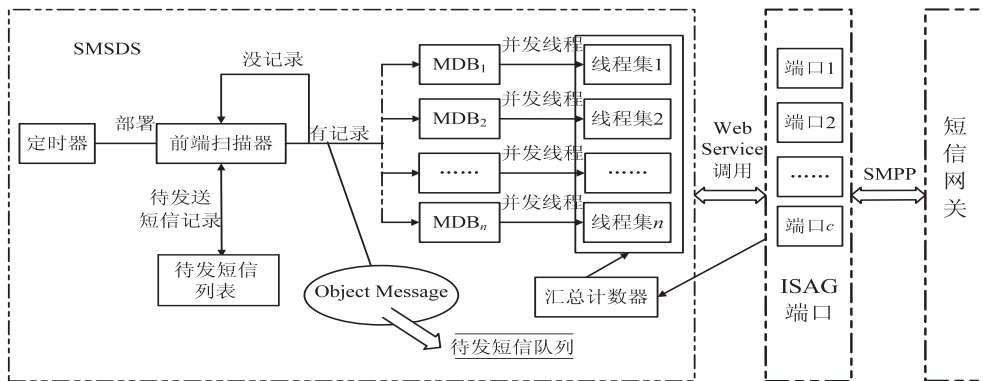 SMSDS
没记录
定时器
部署
前端扫描器
有记录
待发送
短信记录
待发短信
列表
Object Message
待发短信队列
MDB1
并发线程
线程集1
MDB2
并发线程
线程集2
……
并发线程
……
MDBn
并发线程
线程集n
汇总计数器
Web
Service
调用
端口1
端口2
……
端口c
ISAG
端口
SMPP
短
信
网
关